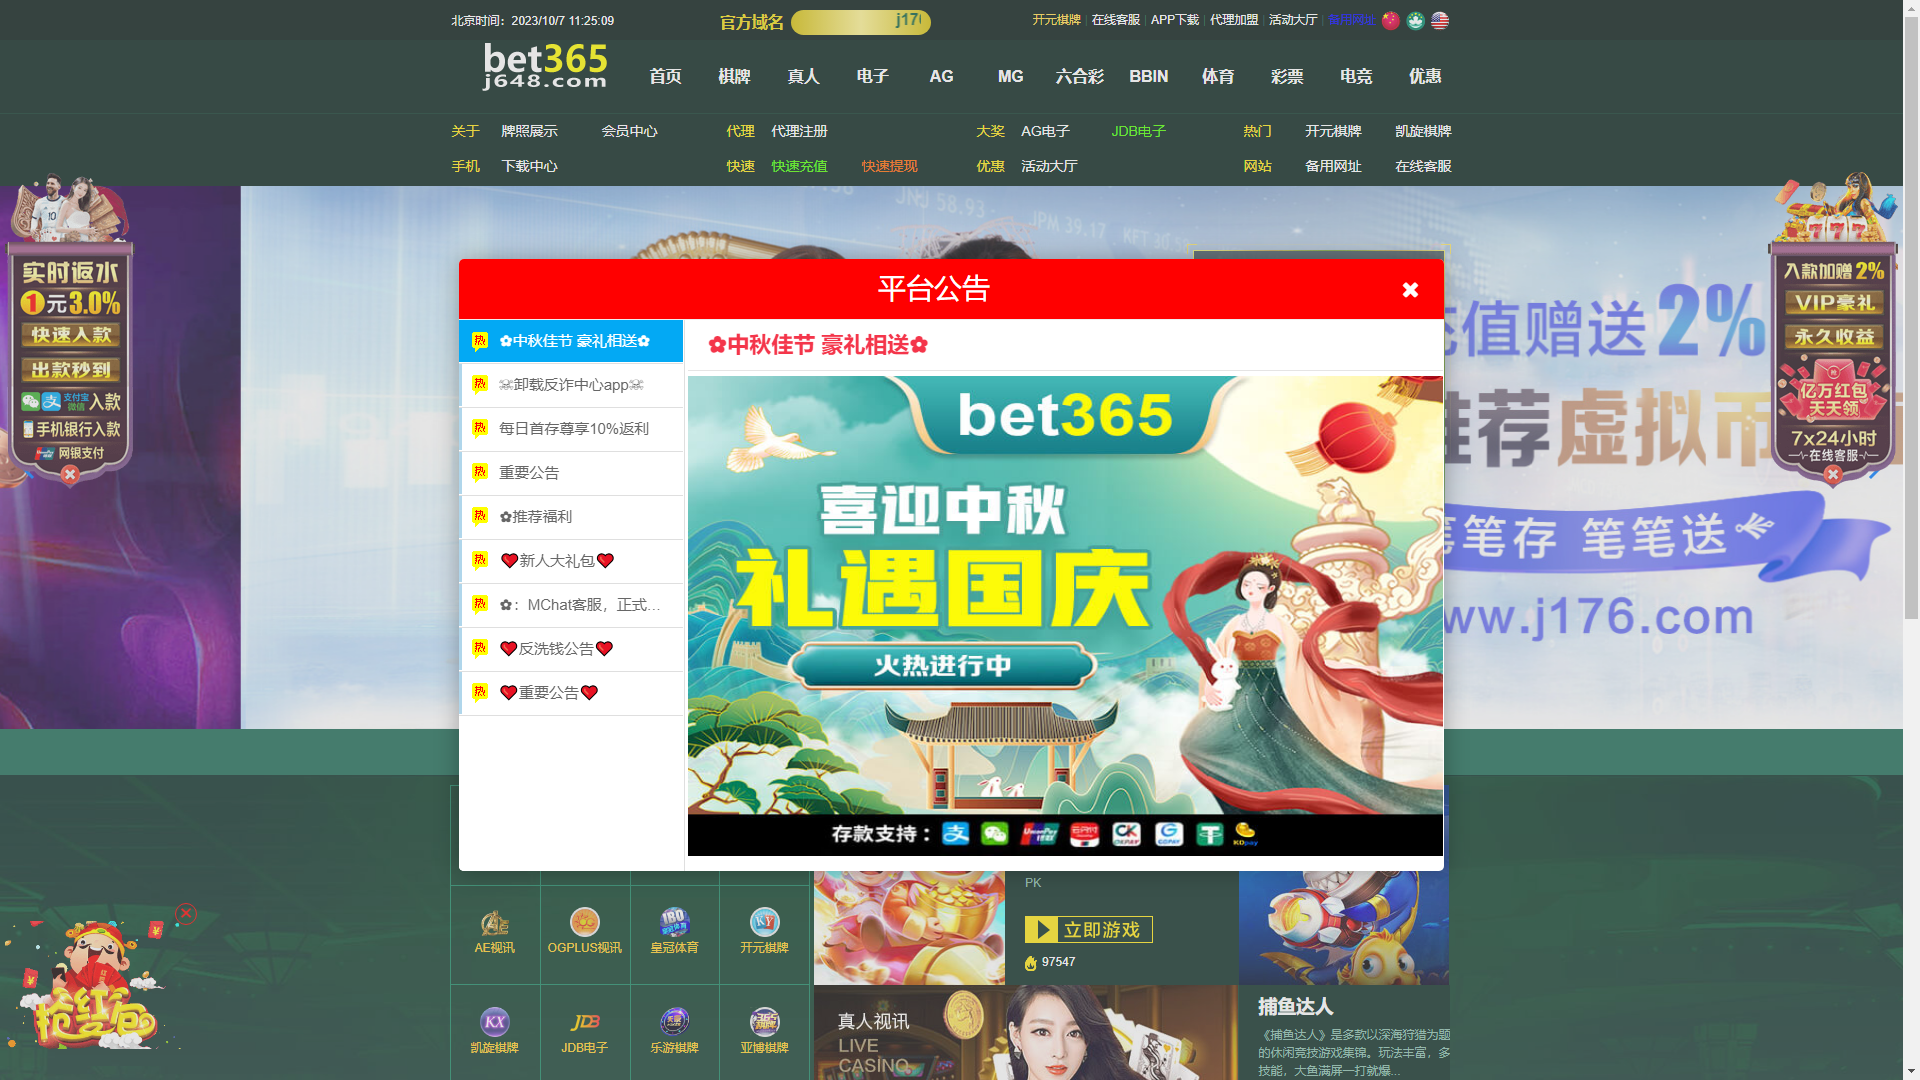 北京时间：2023/10/7 11:25:09
官方域名
j176
开元棋牌 在线客服 APP下载 代理加盟 活动大厅 备用网址
bet365
j648.com
首页 棋牌 真人 电子 AG MG 六合彩 BBIN 体育 彩票 电竞 优惠
关于 牌照展示 会员中心 代理 代理注册 大奖 AG电子 JDB电子 热门 开元棋牌 凯旋棋牌
手机 下载中心 快速 快速充值 快速提现 优惠 活动大厅 网站 备用网址 在线客服
JNJ 58.93
JPM 39.17
实时返水
1元3.0%
快速入款
出款秒到
支付宝
微信
入款
手机银行入款
网银支付
入款加赠2%
VIP豪礼
永久收益
亿万红包
天天领
7x24小时
在线客服
充值赠送2%
推荐虚拟币
笔笔存 笔笔送
www.j176.com
平台公告
热 ✿中秋佳节 豪礼相送✿
热 ☠卸载反诈中心app☠
热 每日首存尊享10%返利
热 重要公告
热 ✿推荐福利
热 ❤新人大礼包❤
热 ✿：MChat客服，正式...
热 ❤反洗钱公告❤
热 ❤重要公告❤
✿中秋佳节 豪礼相送✿
bet365
喜迎中秋
礼遇国庆
火热进行中
存款支持：
PK
立即游戏
97547
AE视讯 OGPLUS视讯 皇冠体育 开元棋牌
凯旋棋牌 JDB电子 乐游棋牌 亚博棋牌
真人视讯
LIVE
CASINO
捕鱼达人
《捕鱼达人》是多款以深海狩猎为题
的休闲竞技游戏集锦。玩法丰富，多
技能，大鱼满屏一打就爆...
抢红包